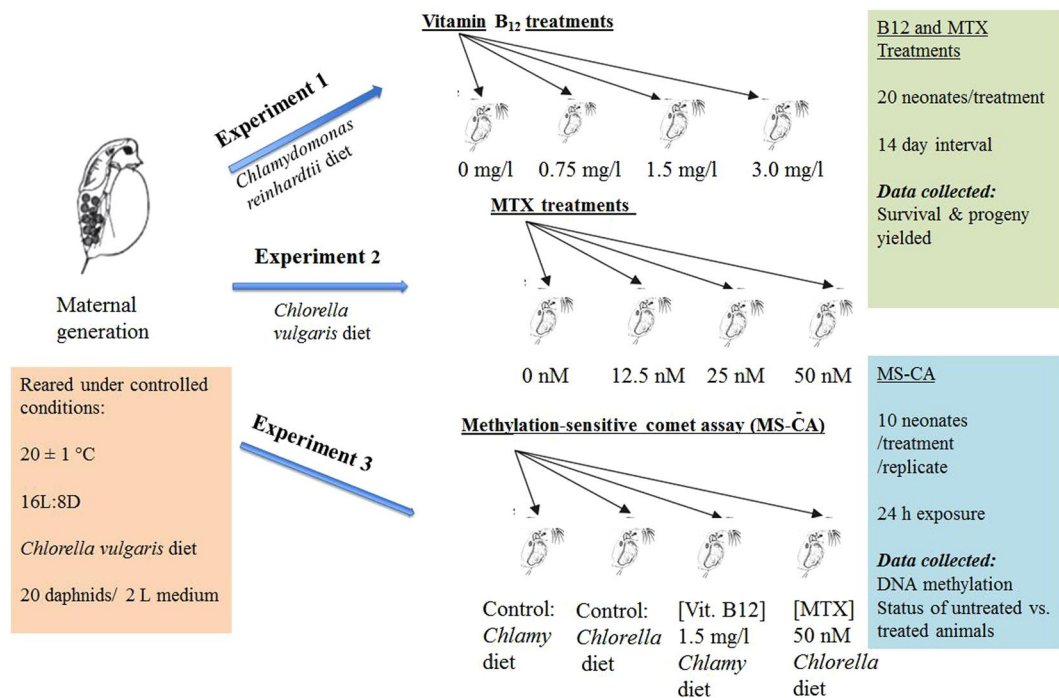 Vitamin B₁₂ treatments
Experiment 1
Chlamydomonas
reinhardtii diet
0 mg/l 0.75 mg/l 1.5 mg/l 3.0 mg/l
MTX treatments
Experiment 2
Chlorella
vulgaris diet
0 nM 12.5 nM 25 nM 50 nM
Maternal
generation
Reared under controlled
conditions:
20 ± 1 °C
16L:8D
Chlorella vulgaris diet
20 daphnids/ 2 L medium
Experiment 3
Methylation-sensitive comet assay (MS-CA)
Control:
Chlamy
diet
Control:
Chlorella
diet
[Vit. B12]
1.5 mg/l
Chlamy
diet
[MTX]
50 nM
Chlorella
diet
B12 and MTX
Treatments
20 neonates/treatment
14 day interval
Data collected:
Survival & progeny
yielded
MS-CA
10 neonates
/treatment
/replicate
24 h exposure
Data collected:
DNA methylation
Status of untreated vs.
treated animals